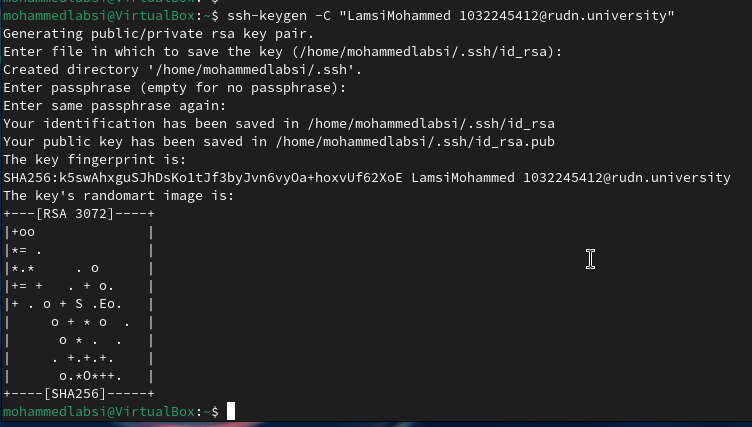 mohammedlabsi@VirtualBox:~$ ssh-keygen -C "LamsiMohammed 1032245412@rudn.university"
Generating public/private rsa key pair.
Enter file in which to save the key (/home/mohammedlabsi/.ssh/id_rsa):
Created directory '/home/mohammedlabsi/.ssh'.
Enter passphrase (empty for no passphrase):
Enter same passphrase again:
Your identification has been saved in /home/mohammedlabsi/.ssh/id_rsa
Your public key has been saved in /home/mohammedlabsi/.ssh/id_rsa.pub
The key fingerprint is:
SHA256:k5swAhxguSJhDsKo1tJf3byJvn6vyOa+hoxvUf62XoE LamsiMohammed 1032245412@rudn.university
The key's randomart image is:
+---[RSA 3072]----+
|+oo              |
|*= .             |
|*.*     . o      |
|+= +   . + o.    |
|+ . o + S .Eo.   |
|     o + * o  .  |
|      o * .  .   |
|     . +.+.+.    |
|      o.*O*++.   |
+----[SHA256]-----+
mohammedlabsi@VirtualBox:~$